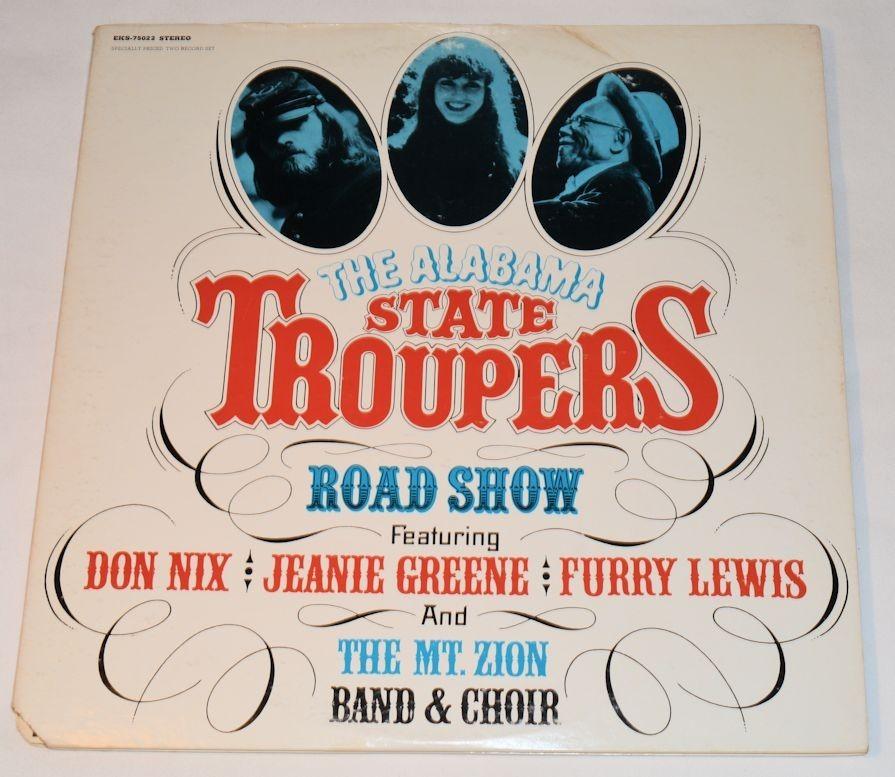 EKS-75022 STEREO
SPECIALLY PRICED TWO RECORD SET
THE ALABAMA
STATE
TROUPERS
ROAD SHOW
Featuring
DON NIX : JEANIE GREENE : FURRY LEWIS
And
THE MT. ZION
BAND & CHOIR